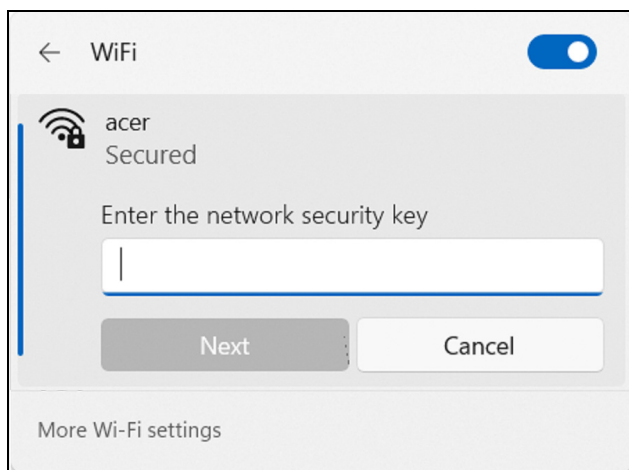 WiFi
acer
Secured
Enter the network security key
Next
Cancel
More Wi-Fi settings